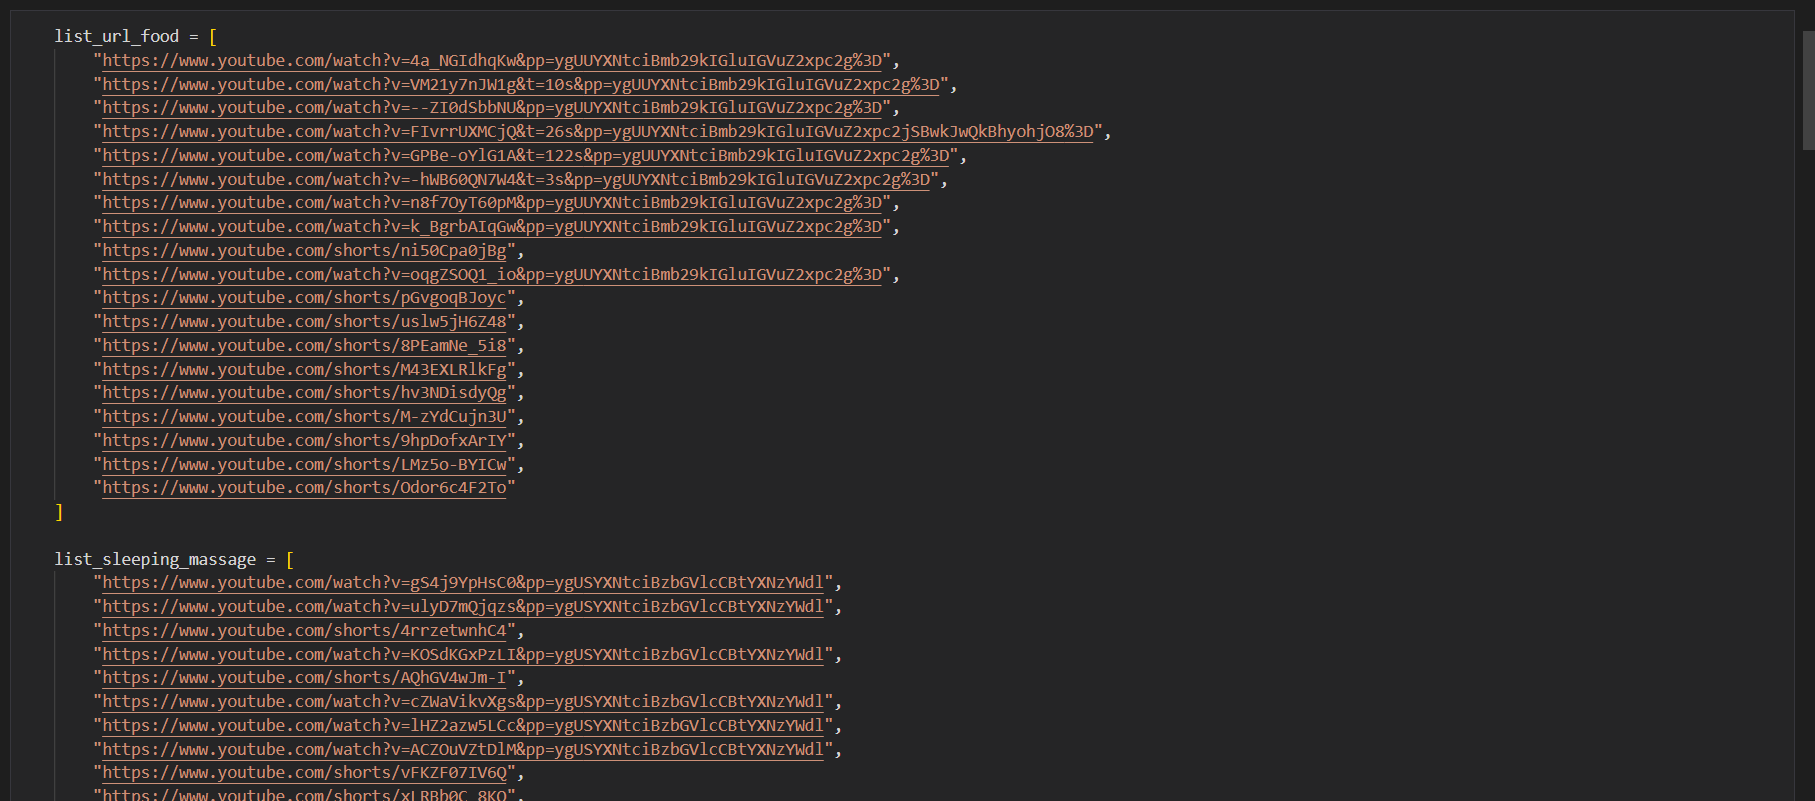 list_url_food = [
"https://www.youtube.com/watch?v=4a_NGIdhqKw&pp=ygUUYXNtciBmb29kIGluIGVuZ2xpc2g%3D",
"https://www.youtube.com/watch?v=VM21y7nJW1g&t=10s&pp=ygUUYXNtciBmb29kIGluIGVuZ2xpc2g%3D",
"https://www.youtube.com/watch?v=--ZI0dSbbNU&pp=ygUUYXNtciBmb29kIGluIGVuZ2xpc2g%3D",
"https://www.youtube.com/watch?v=FIvrrUXMCjQ&t=26s&pp=ygUUYXNtciBmb29kIGluIGVuZ2xpc2jSBwkJwQkBhyohjO8%3D",
"https://www.youtube.com/watch?v=GPBe-oYlG1A&t=122s&pp=ygUUYXNtciBmb29kIGluIGVuZ2xpc2g%3D",
"https://www.youtube.com/watch?v=-hWB60QN7W4&t=3s&pp=ygUUYXNtciBmb29kIGluIGVuZ2xpc2g%3D",
"https://www.youtube.com/watch?v=n8f7OyT60pM&pp=ygUUYXNtciBmb29kIGluIGVuZ2xpc2g%3D",
"https://www.youtube.com/watch?v=k_BgrbAIqGw&pp=ygUUYXNtciBmb29kIGluIGVuZ2xpc2g%3D",
"https://www.youtube.com/shorts/ni50Cpa0jBg",
"https://www.youtube.com/watch?v=oqgZSOQ1_io&pp=ygUUYXNtciBmb29kIGluIGVuZ2xpc2g%3D",
"https://www.youtube.com/shorts/pGvgoqBJoyc",
"https://www.youtube.com/shorts/uslw5jH6Z48",
"https://www.youtube.com/shorts/8PEamNe_5i8",
"https://www.youtube.com/shorts/M43EXLRlkFg",
"https://www.youtube.com/shorts/hv3NDisdyQg",
"https://www.youtube.com/shorts/M-zYdCujn3U",
"https://www.youtube.com/shorts/9hpDofxArIY",
"https://www.youtube.com/shorts/LMz5o-BYICw",
"https://www.youtube.com/shorts/Odor6c4F2To"
]
list_sleeping_massage = [
"https://www.youtube.com/watch?v=gS4j9YpHsC0&pp=ygUSYXNtciBzbGVlcCBtYXNzYWdl",
"https://www.youtube.com/watch?v=ulyD7mQjqzs&pp=ygUSYXNtciBzbGVlcCBtYXNzYWdl",
"https://www.youtube.com/shorts/4rrzetwnhC4",
"https://www.youtube.com/watch?v=KOSdKGxPzLI&pp=ygUSYXNtciBzbGVlcCBtYXNzYWdl",
"https://www.youtube.com/shorts/AQhGV4wJm-I",
"https://www.youtube.com/watch?v=cZWaVikvXgs&pp=ygUSYXNtciBzbGVlcCBtYXNzYWdl",
"https://www.youtube.com/watch?v=lHZ2azw5LCc&pp=ygUSYXNtciBzbGVlcCBtYXNzYWdl",
"https://www.youtube.com/watch?v=ACZOuVZtDlM&pp=ygUSYXNtciBzbGVlcCBtYXNzYWdl",
"https://www.youtube.com/shorts/vFKZF07IV6Q",